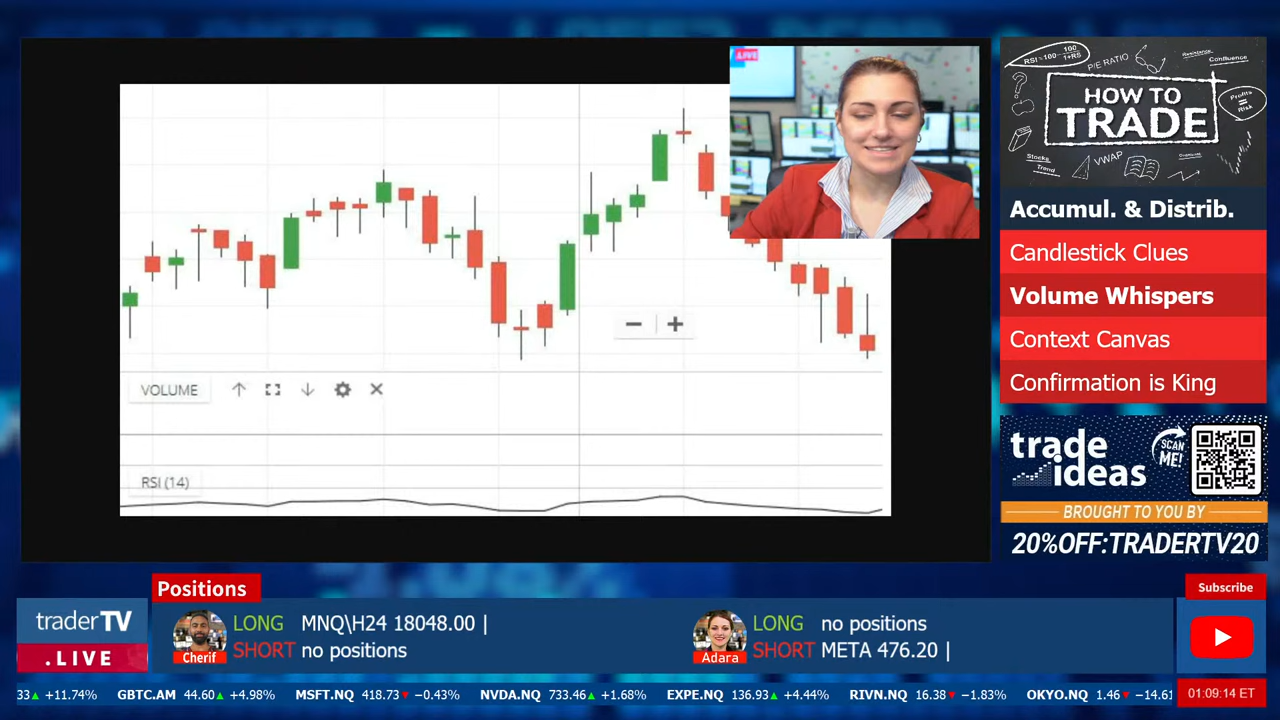 LIVE
VOLUME
RSI (14)
RSI=100-
100
1+RS
P/E RATIO
Resistance
Confluence
HOW TO
TRADE
Profits
=
Risk
Stocks
Trend
VWAP
Accumul. & Distrib.
Candlestick Clues
Volume Whispers
Context Canvas
Confirmation is King
trade
ideas
SCAN
ME!
BROUGHT TO YOU BY
20%OFF:TRADERTV20
Positions
traderTV
.LIVE
Cherif
LONG MNQ\H24 18048.00 |
SHORT no positions
Adara
LONG no positions
SHORT META 476.20 |
Subscribe
33▲ +11.74% GBTC.AM 44.60▲ +4.98% MSFT.NQ 418.73▼ −0.43% NVDA.NQ 733.46▲ +1.68% EXPE.NQ 136.93▲ +4.44% RIVN.NQ 16.38▼ −1.83% OKYO.NQ 1.46▼ −14.61
01:09:14 ET